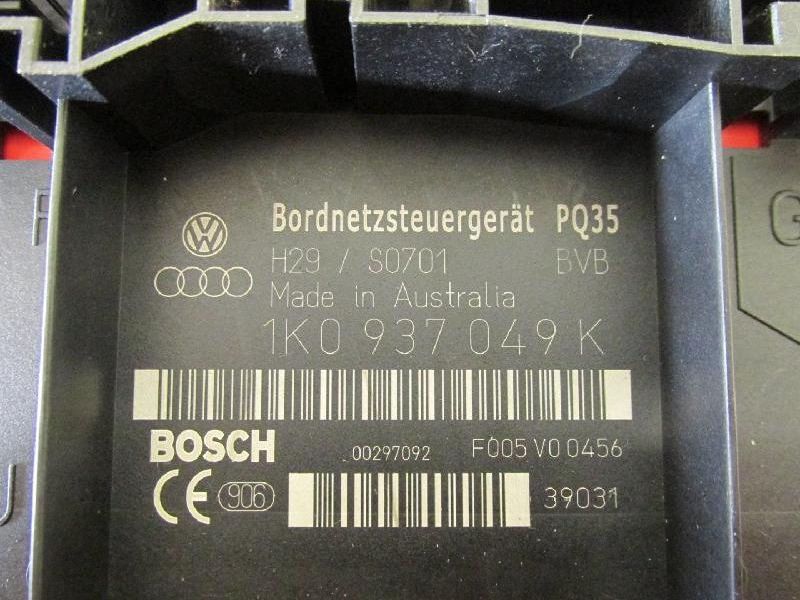 Bordnetzsteuergerät PQ35
H29 / S0701 BVB
Made in Australia
1K0 937 049 K
BOSCH 00297092 F005 V0 0456
CE 906 39031